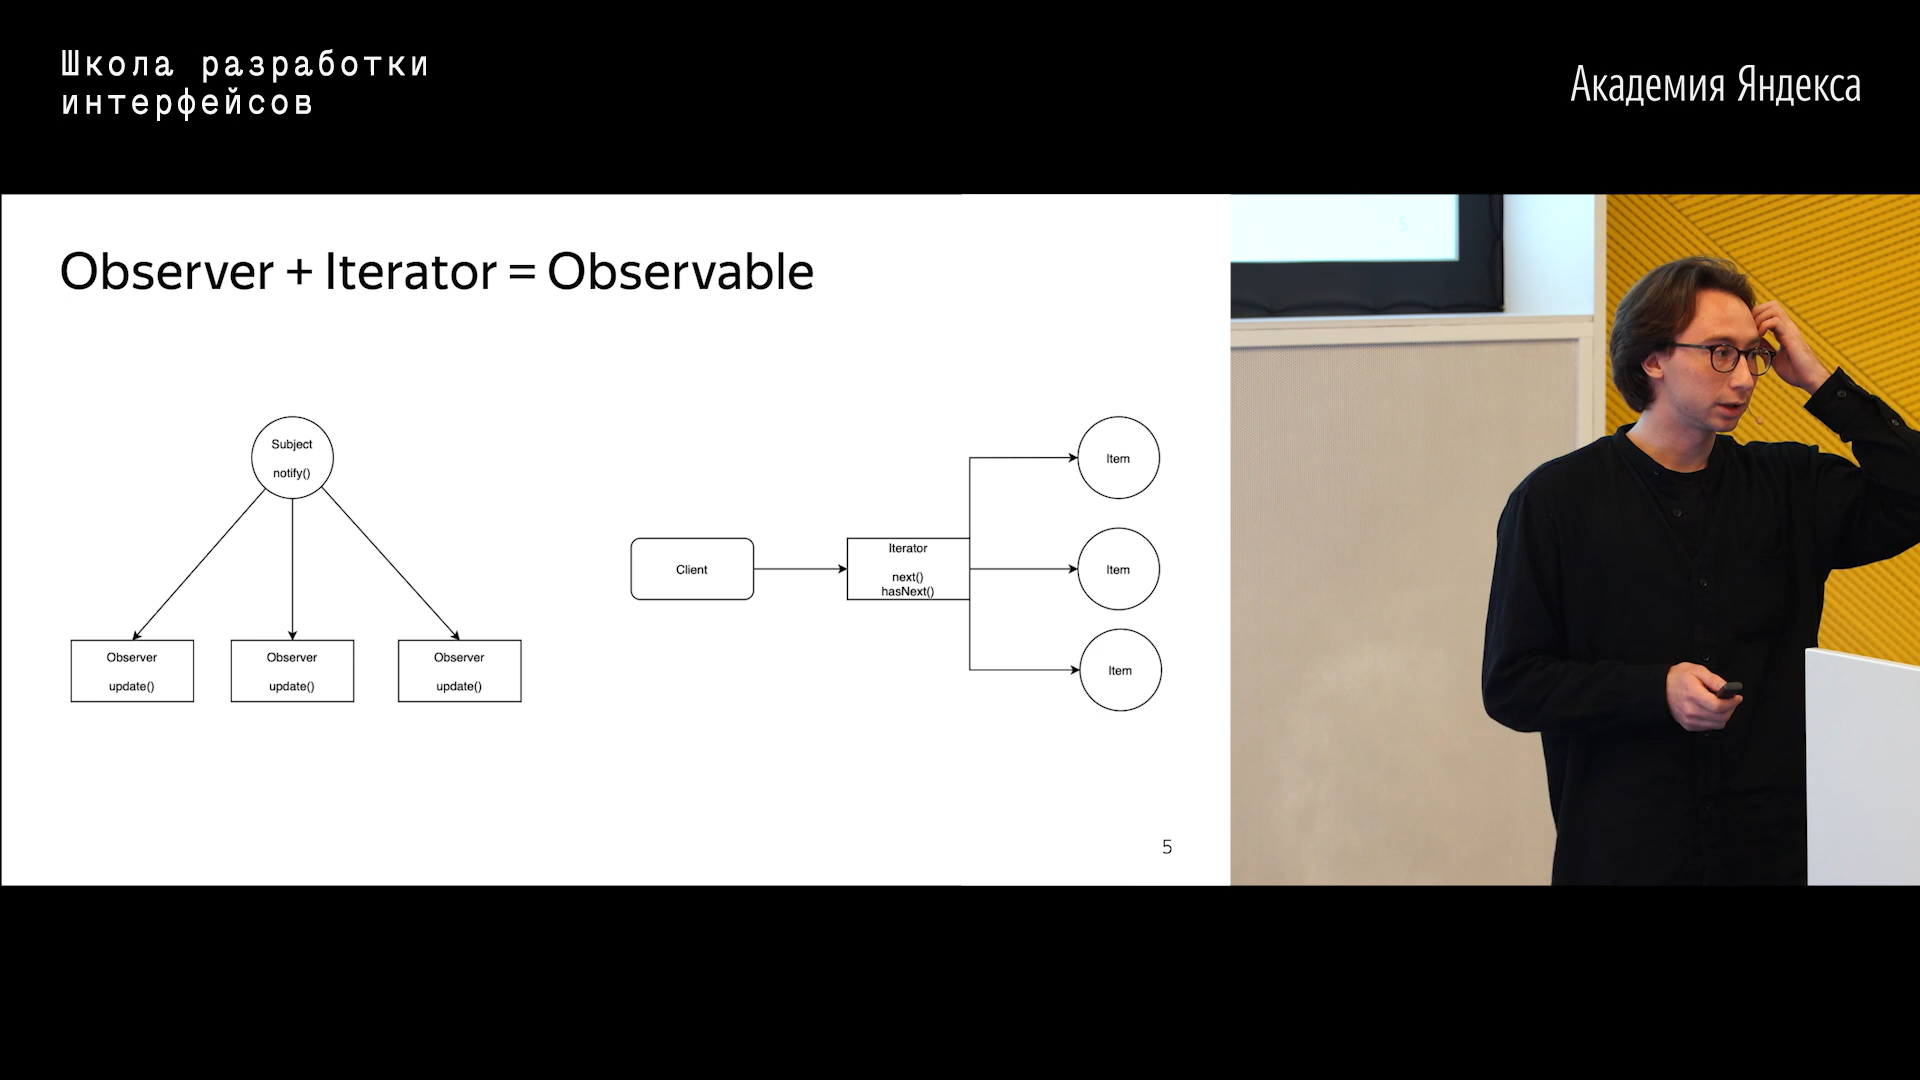 Школа разработки
интерфейсов
Академия Яндекса
Observer + Iterator = Observable
Subject
notify()
Observer
update()
Observer
update()
Observer
update()
Client
Iterator
next()
hasNext()
Item
Item
Item
5
5